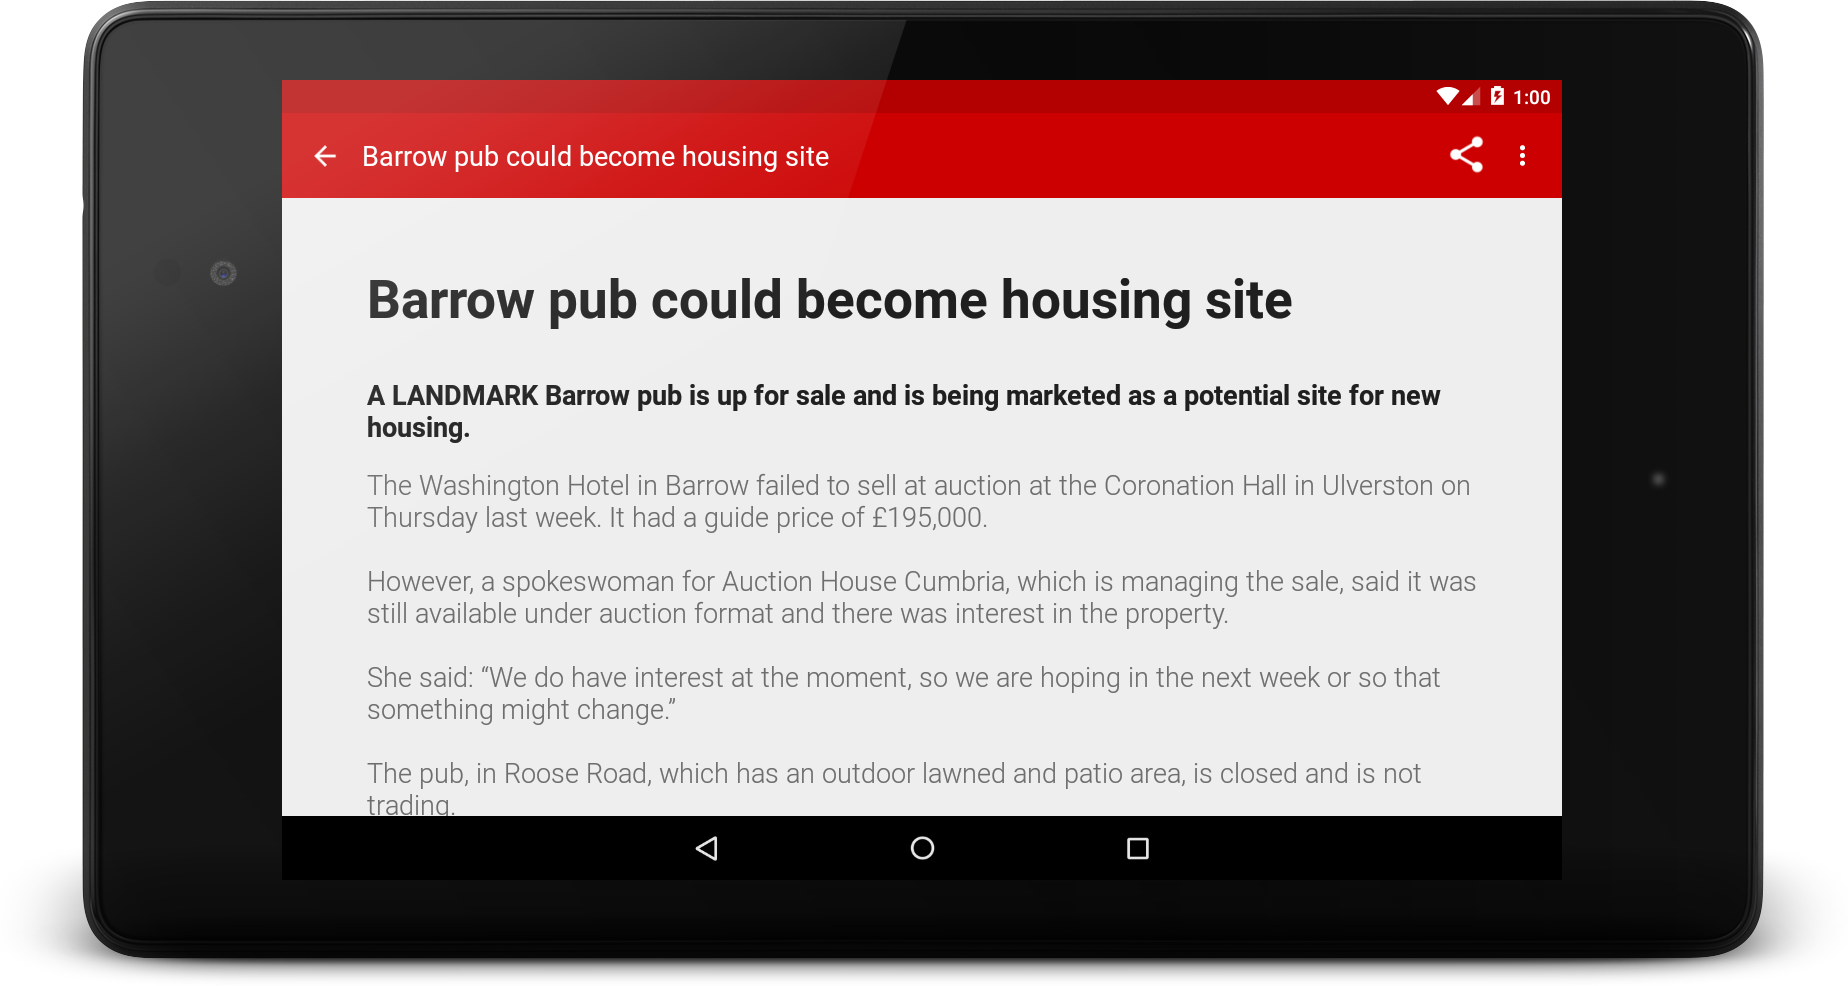 1:00
Barrow pub could become housing site
Barrow pub could become housing site
A LANDMARK Barrow pub is up for sale and is being marketed as a potential site for new
housing.
The Washington Hotel in Barrow failed to sell at auction at the Coronation Hall in Ulverston on
Thursday last week. It had a guide price of £195,000.
However, a spokeswoman for Auction House Cumbria, which is managing the sale, said it was
still available under auction format and there was interest in the property.
She said: “We do have interest at the moment, so we are hoping in the next week or so that
something might change.”
The pub, in Roose Road, which has an outdoor lawned and patio area, is closed and is not
trading.